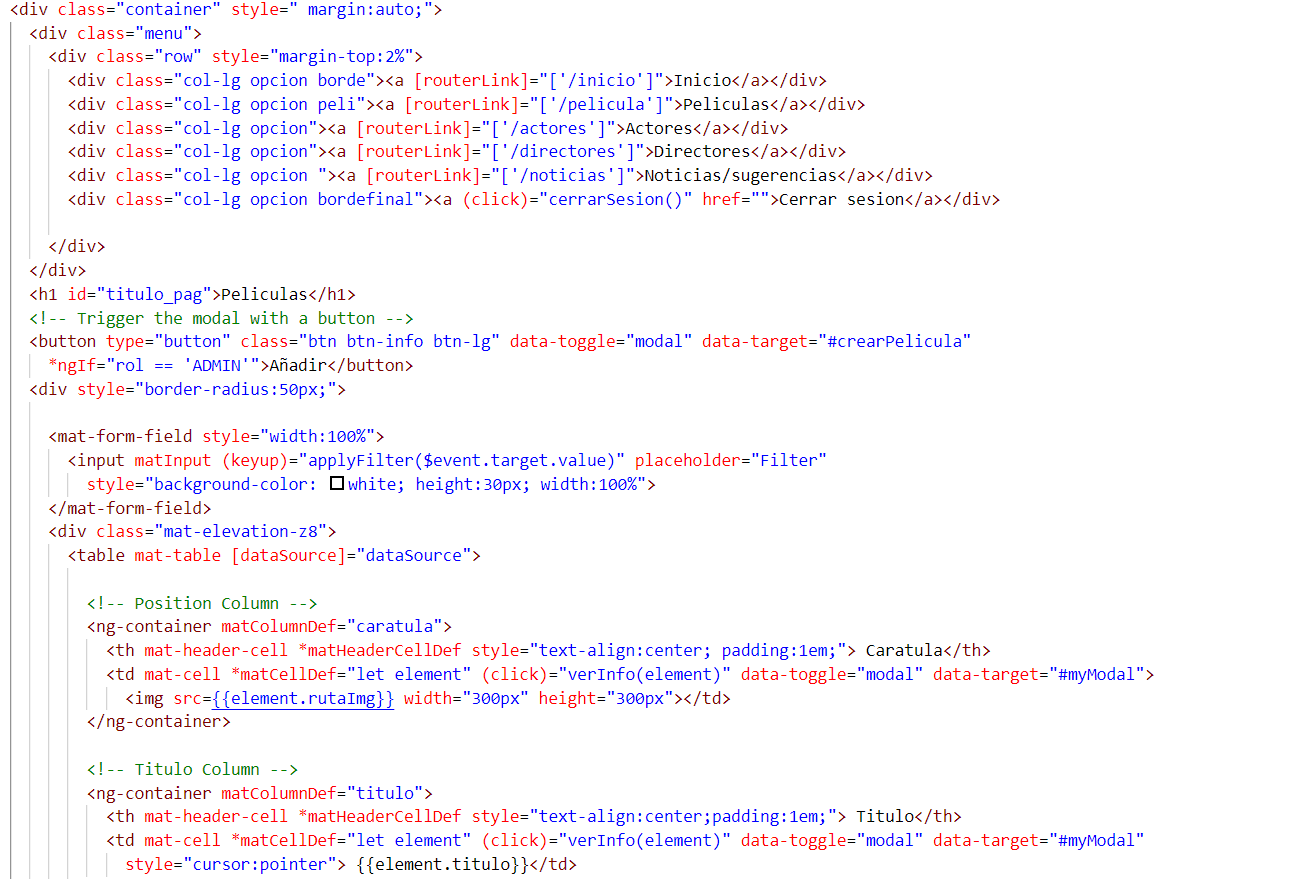 <div class="container" style=" margin:auto;">
<div class="menu">
<div class="row" style="margin-top:2%">
<div class="col-lg opcion borde"><a [routerLink]="['/inicio']">Inicio</a></div>
<div class="col-lg opcion peli"><a [routerLink]="['/pelicula']">Peliculas</a></div>
<div class="col-lg opcion"><a [routerLink]="['/actores']">Actores</a></div>
<div class="col-lg opcion"><a [routerLink]="['/directores']">Directores</a></div>
<div class="col-lg opcion "><a [routerLink]="['/noticias']">Noticias/sugerencias</a></div>
<div class="col-lg opcion bordefinal"><a (click)="cerrarSesion()" href="">Cerrar sesion</a></div>
</div>
</div>
<h1 id="titulo_pag">Peliculas</h1>
<!-- Trigger the modal with a button -->
<button type="button" class="btn btn-info btn-lg" data-toggle="modal" data-target="#crearPelicula"
*ngIf="rol == 'ADMIN'">Añadir</button>
<div style="border-radius:50px;">
<mat-form-field style="width:100%">
<input matInput (keyup)="applyFilter($event.target.value)" placeholder="Filter"
style="background-color: white; height:30px; width:100%">
</mat-form-field>
<div class="mat-elevation-z8">
<table mat-table [dataSource]="dataSource">
<!-- Position Column -->
<ng-container matColumnDef="caratula">
<th mat-header-cell *matHeaderCellDef style="text-align:center; padding:1em;"> Caratula</th>
<td mat-cell *matCellDef="let element" (click)="verInfo(element)" data-toggle="modal" data-target="#myModal">
<img src={{element.rutaImg}} width="300px" height="300px"></td>
</ng-container>
<!-- Titulo Column -->
<ng-container matColumnDef="titulo">
<th mat-header-cell *matHeaderCellDef style="text-align:center;padding:1em;"> Titulo</th>
<td mat-cell *matCellDef="let element" (click)="verInfo(element)" data-toggle="modal" data-target="#myModal"
style="cursor:pointer"> {{element.titulo}}</td>